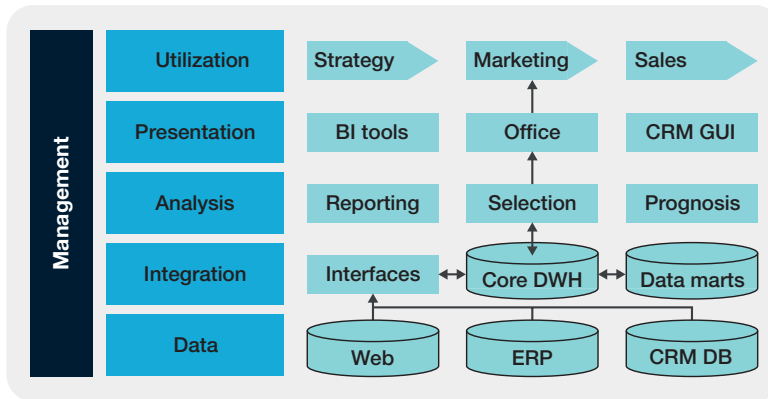 Management
Utilization
Strategy
Marketing
Sales
Presentation
BI tools
Office
CRM GUI
Analysis
Reporting
Selection
Prognosis
Integration
Interfaces
Core DWH
Data marts
Data
Web
ERP
CRM DB